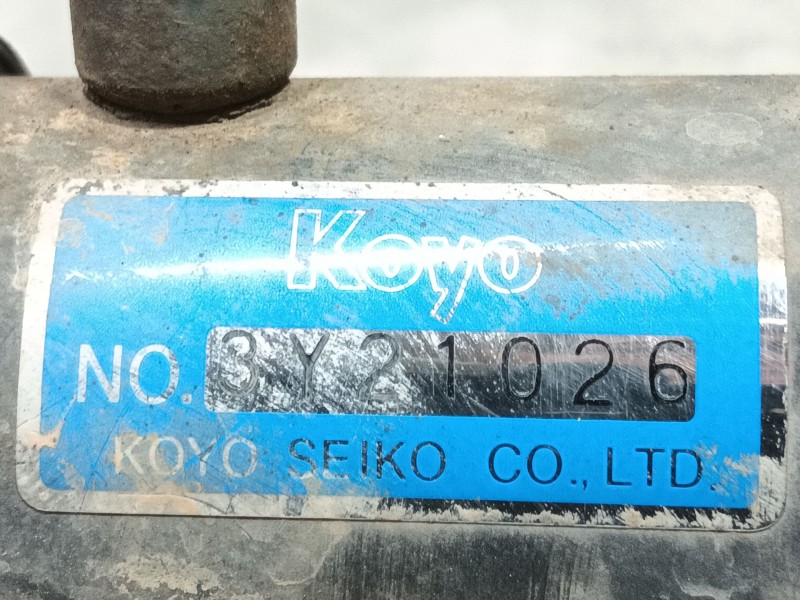 Koyo
NO. 3Y21026
KOYO SEIKO CO., LTD.